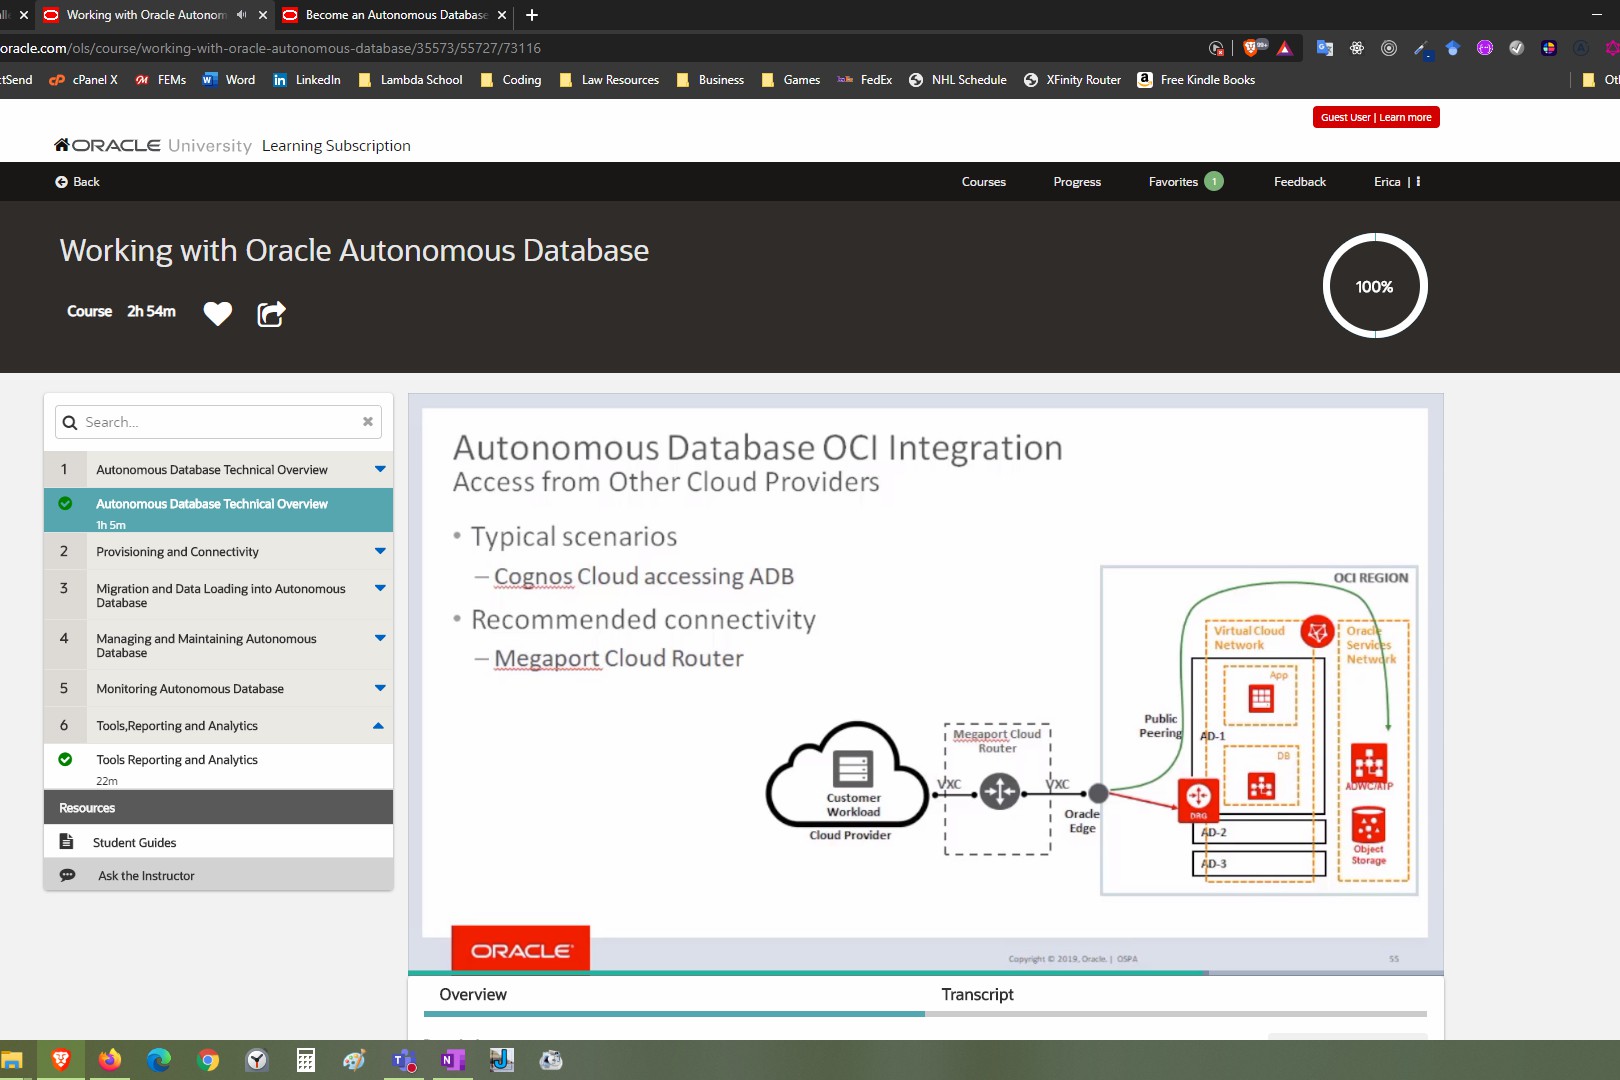 Working with Oracle Autonom
Become an Autonomous Database
oracle.com/ols/course/working-with-oracle-autonomous-database/35573/55727/73116
99+
ctSend
cPanel X
FEMs
Word
LinkedIn
Lambda School
Coding
Law Resources
Business
Games
FedEx
NHL Schedule
XFinity Router
Free Kindle Books
Guest User | Learn more
ORACLE University Learning Subscription
Back
Courses
Progress
Favorites 1
Feedback
Erica |
Working with Oracle Autonomous Database
Course 2h 54m
100%
Search...
1 Autonomous Database Technical Overview
Autonomous Database Technical Overview
1h 5m
2 Provisioning and Connectivity
3 Migration and Data Loading into Autonomous
Database
4 Managing and Maintaining Autonomous
Database
5 Monitoring Autonomous Database
6 Tools,Reporting and Analytics
Tools Reporting and Analytics
22m
Resources
Student Guides
Ask the Instructor
Autonomous Database OCI Integration
Access from Other Cloud Providers
• Typical scenarios
– Cognos Cloud accessing ADB
• Recommended connectivity
– Megaport Cloud Router
OCI REGION
Virtual Cloud
Network
Oracle
Services
Network
App
Public
Peering
AD-1
DB
Megaport Cloud
Router
Customer
Workload
Cloud Provider
VXC
VXC
Oracle
Edge
DRG
ADWC/ATP
AD-2
AD-3
Object
Storage
ORACLE
Copyright © 2019, Oracle. | OSPA
55
Overview
Transcript